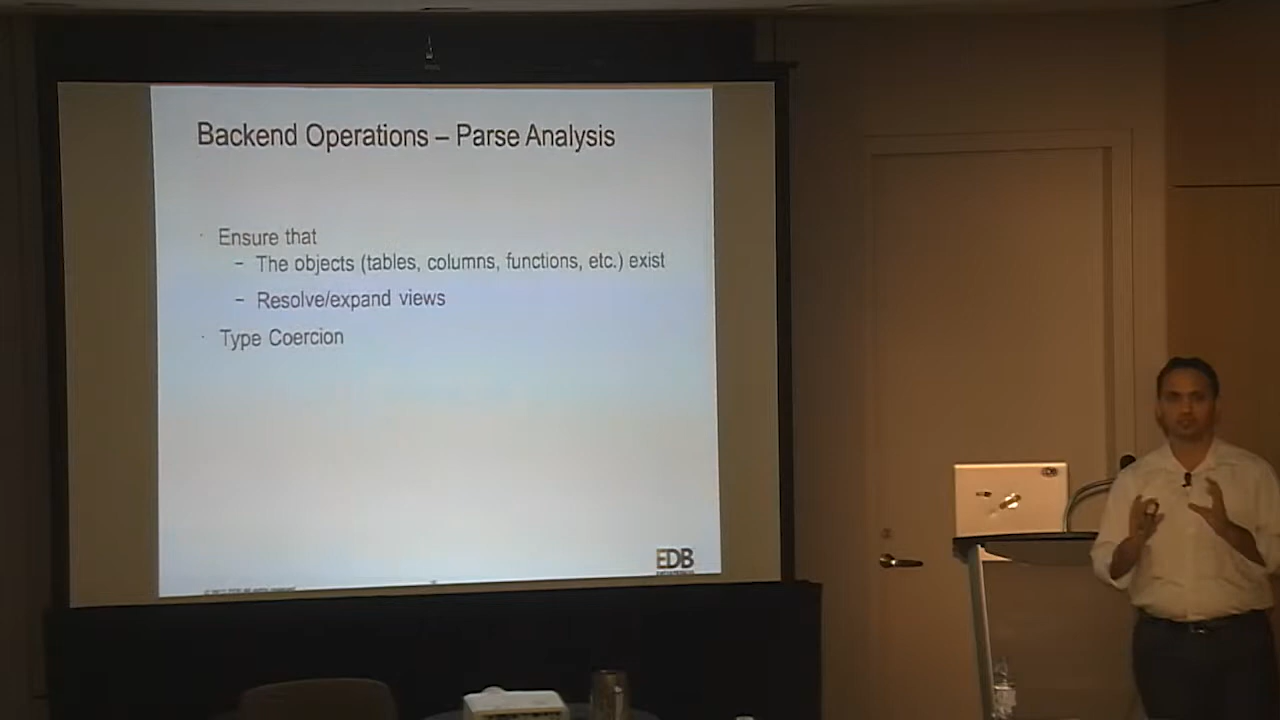 Backend Operations – Parse Analysis
· Ensure that
– The objects (tables, columns, functions, etc.) exist
– Resolve/expand views
· Type Coercion
EDB